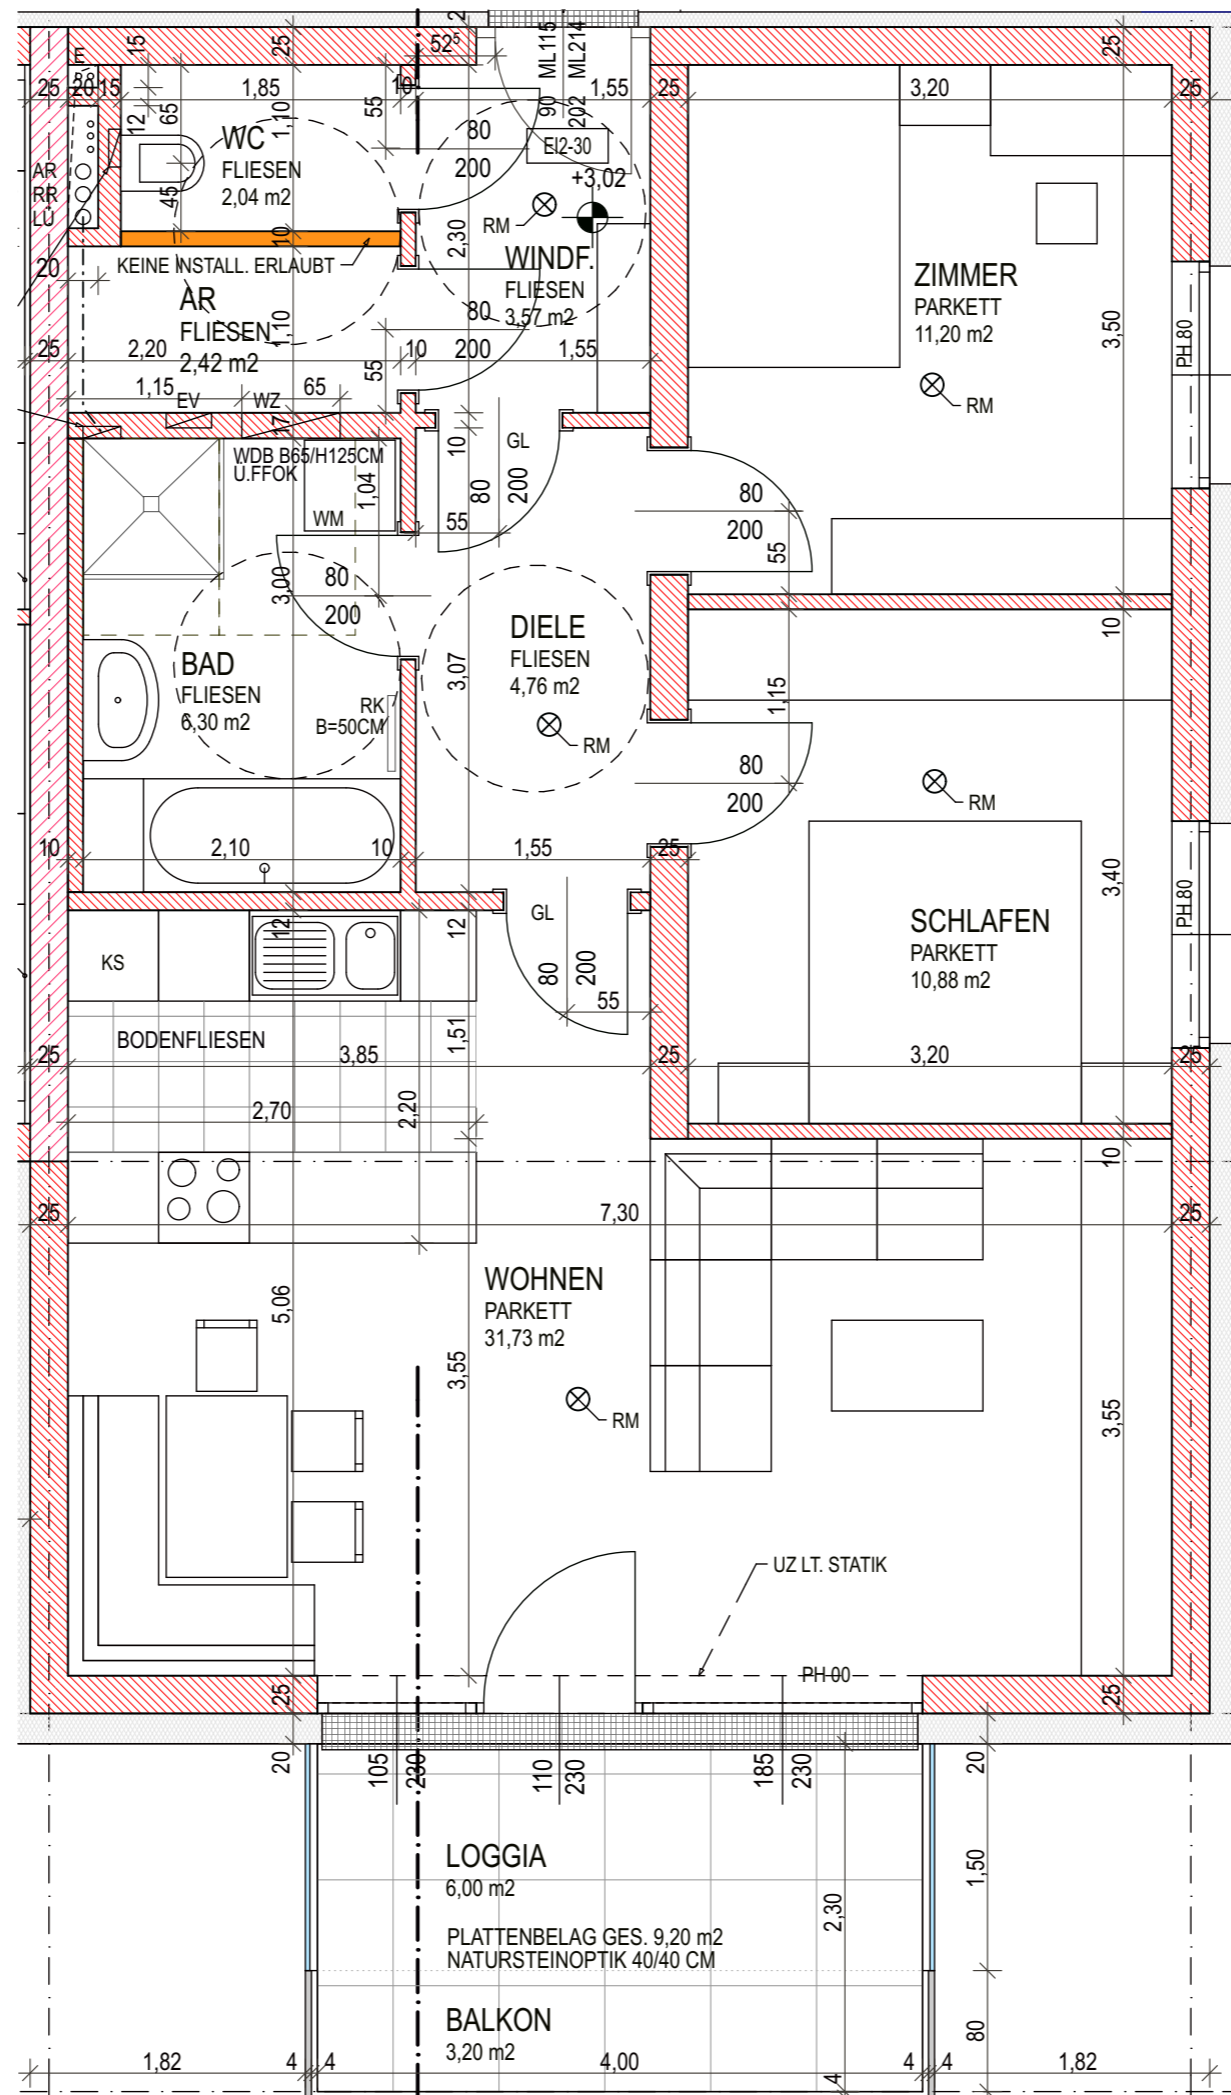 2
15
25
52⁵
ML115
ML214
E
25
20
15
1,85
10
1,55
25
3,20
25
25
12
65
1,10
55
80
200
90
202
EI2-30
+3,02
WC
FLIESEN
2,04 m2
AR
RR
LÜ
45
RM
10
2,30
WINDF.
FLIESEN
3,57 m2
KEINE INSTALL. ERLAUBT
20
AR
FLIESEN
2,42 m2
1,10
80
200
ZIMMER
PARKETT
11,20 m2
3,50
PH 80
25
2,20
10
1,55
55
RM
1,15
EV
WZ
65
17
WDB B65/H125CM
Ü.FFOK
1,04
WM
10
GL
80
200
55
80
200
55
3,00
80
200
DIELE
FLIESEN
4,76 m2
10
BAD
FLIESEN
6,30 m2
3,07
RK
B=50CM
RM
1,15
80
200
RM
10
2,10
10
1,55
25
3,40
PH 80
KS
12
12
GL
80
200
55
SCHLAFEN
PARKETT
10,88 m2
BODENFLIESEN
1,51
25
3,85
25
3,20
25
2,70
2,20
10
25
7,30
25
WOHNEN
PARKETT
31,73 m2
5,06
3,55
RM
3,55
UZ LT. STATIK
PH 00
25
25
20
105
230
110
230
185
230
20
LOGGIA
6,00 m2
1,50
2,30
PLATTENBELAG GES. 9,20 m2
NATURSTEINOPTIK 40/40 CM
BALKON
3,20 m2
80
1,82
4
4
4,00
4
4
4
1,82